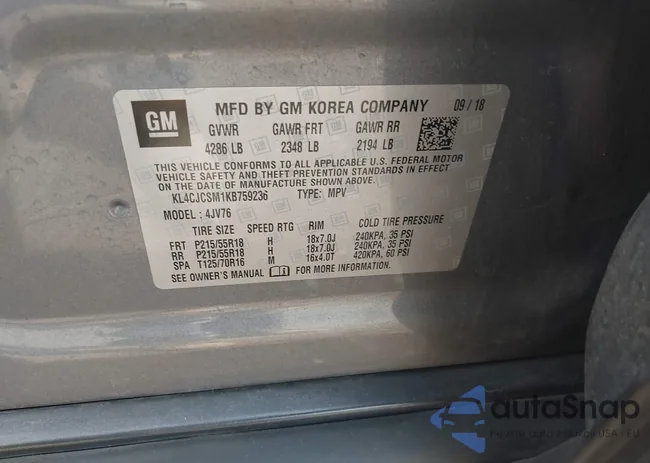 GM
MFD BY GM KOREA COMPANY 09 / 18
GVWR GAWR FRT GAWR RR
4286 LB 2348 LB 2194 LB
THIS VEHICLE CONFORMS TO ALL APPLICABLE U.S. FEDERAL MOTOR
VEHICLE SAFETY, BUMPER, AND THEFT PREVENTION STANDARDS IN EFFECT
ON THE DATE OF MANUFACTURE SHOWN ABOVE.
KL4CJCSM1KB759236 TYPE: MPV
MODEL: 4JV76
TIRE SIZE SPEED RTG RIM COLD TIRE PRESSURE
FRT P215/55R18 H 18x7.0J 240KPA, 35 PSI
RR P215/55R18 H 18x7.0J 240KPA, 35 PSI
SPA T125/70R16 M 16x4.0T 420KPA, 60 PSI
SEE OWNER'S MANUAL FOR MORE INFORMATION.
autoSnap
USA - EU